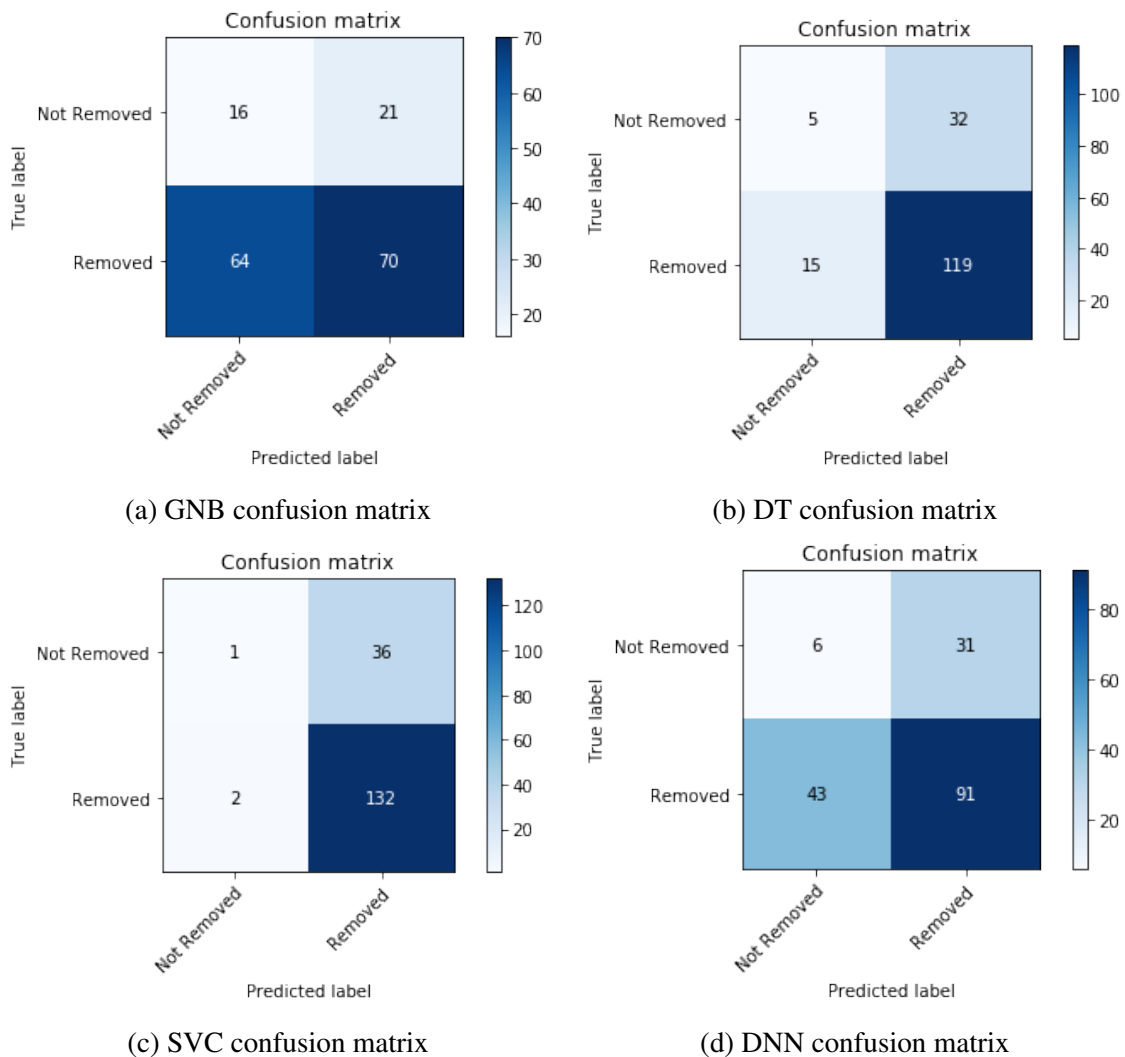 Confusion matrix
70
60
50
40
30
20
True label
Not Removed
16 21
Removed
64 70
Not Removed
Removed
Predicted label
(a) GNB confusion matrix
Confusion matrix
100
80
60
40
20
True label
Not Removed
5 32
Removed
15 119
Not Removed
Removed
Predicted label
(b) DT confusion matrix
Confusion matrix
120
100
80
60
40
20
True label
Not Removed
1 36
Removed
2 132
Not Removed
Removed
Predicted label
(c) SVC confusion matrix
Confusion matrix
80
60
40
20
True label
Not Removed
6 31
Removed
43 91
Not Removed
Removed
Predicted label
(d) DNN confusion matrix